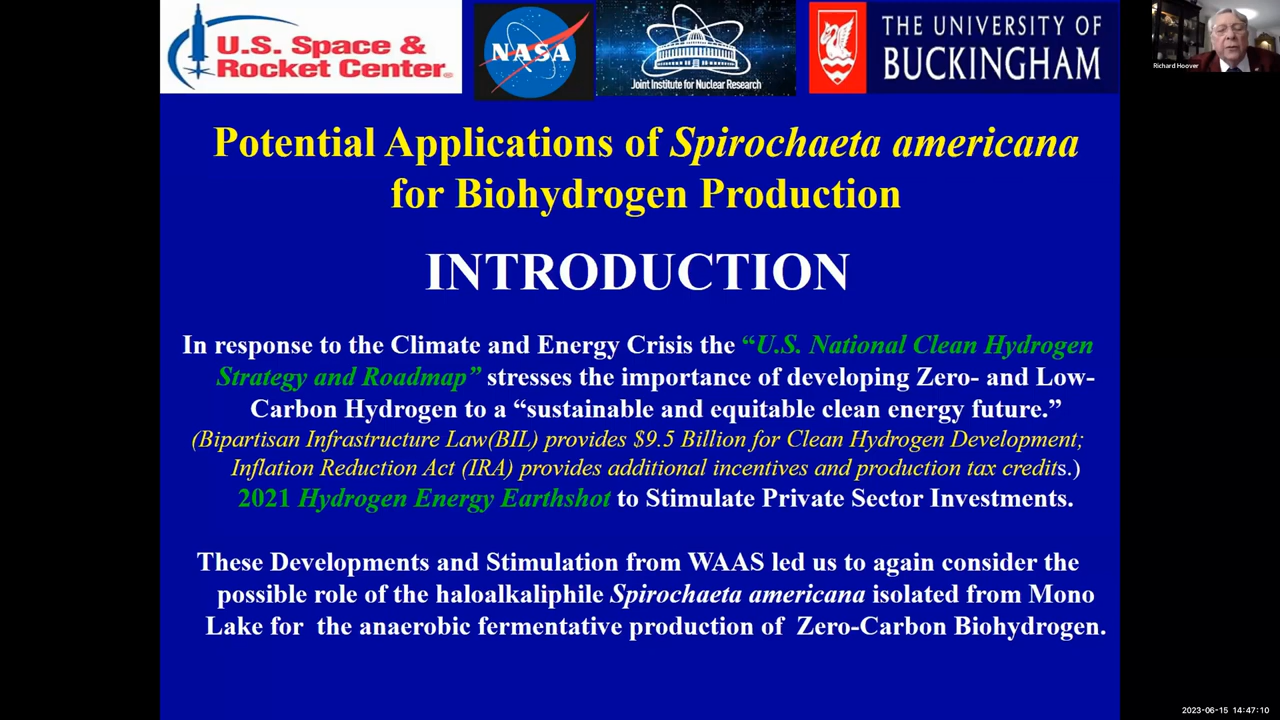 U.S. Space &
Rocket Center®
NASA
Joint Institute for Nuclear Research
THE UNIVERSITY OF
BUCKINGHAM
Richard Hoover
Potential Applications of Spirochaeta americana
for Biohydrogen Production
INTRODUCTION
In response to the Climate and Energy Crisis the “U.S. National Clean Hydrogen
Strategy and Roadmap” stresses the importance of developing Zero- and Low-
Carbon Hydrogen to a “sustainable and equitable clean energy future.”
(Bipartisan Infrastructure Law(BIL) provides $9.5 Billion for Clean Hydrogen Development;
Inflation Reduction Act (IRA) provides additional incentives and production tax credits.)
2021 Hydrogen Energy Earthshot to Stimulate Private Sector Investments.
These Developments and Stimulation from WAAS led us to again consider the
possible role of the haloalkaliphile Spirochaeta americana isolated from Mono
Lake for the anaerobic fermentative production of Zero-Carbon Biohydrogen.
2023-06-15 14:47:10